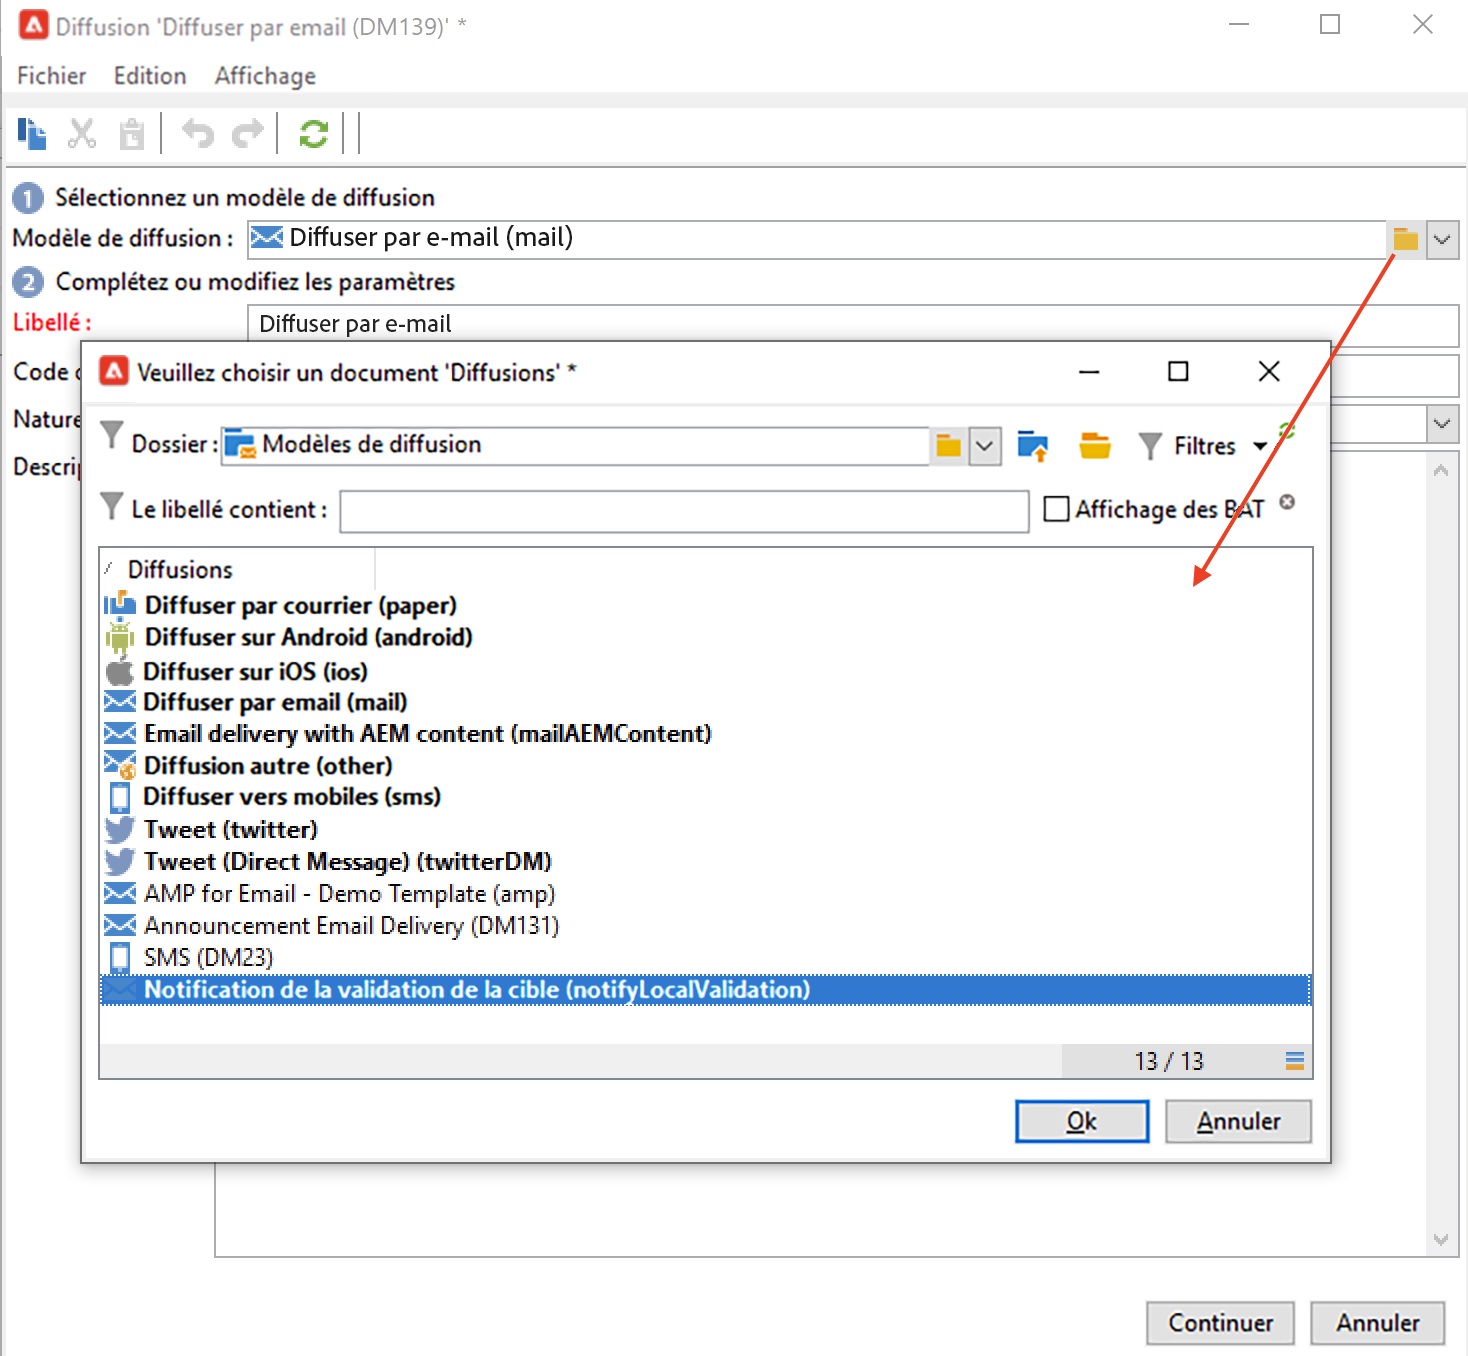 Diffusion 'Diffuser par email (DM139)' *
Fichier Edition Affichage
1 Sélectionnez un modèle de diffusion
Modèle de diffusion : Diffuser par e-mail (mail)
2 Complétez ou modifiez les paramètres
Libellé : Diffuser par e-mail
Code
Nature
Descrip
Veuillez choisir un document 'Diffusions' *
Dossier : Modèles de diffusion Filtres
Le libellé contient : Affichage des BAT
Diffusions
Diffuser par courrier (paper)
Diffuser sur Android (android)
Diffuser sur iOS (ios)
Diffuser par email (mail)
Email delivery with AEM content (mailAEMContent)
Diffusion autre (other)
Diffuser vers mobiles (sms)
Tweet (twitter)
Tweet (Direct Message) (twitterDM)
AMP for Email - Demo Template (amp)
Announcement Email Delivery (DM131)
SMS (DM23)
Notification de la validation de la cible (notifyLocalValidation)
13 / 13
Ok Annuler
Continuer Annuler